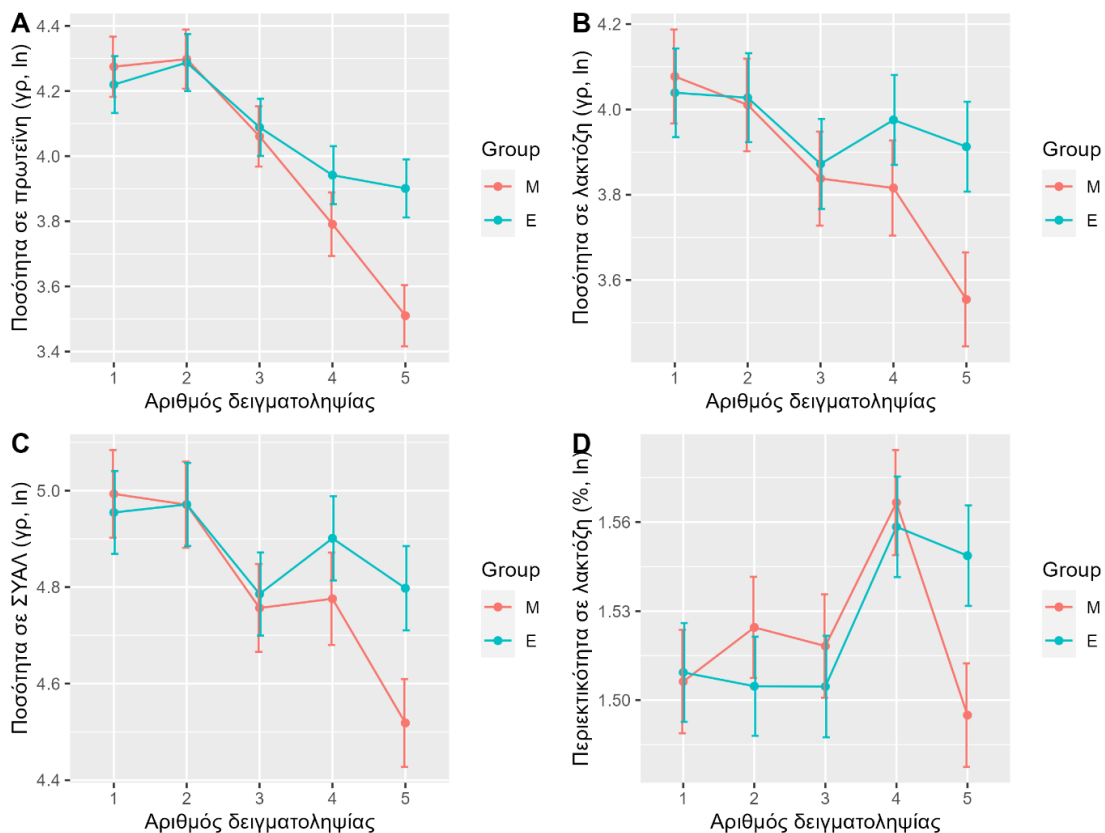 A
Ποσότητα σε πρωτεΐνη (γρ, ln)
4.4
4.2
4.0
3.8
3.6
3.4
1 2 3 4 5
Αριθμός δειγματοληψίας
Group
M
E
B
Ποσότητα σε λακτόζη (γρ, ln)
4.2
4.0
3.8
3.6
1 2 3 4 5
Αριθμός δειγματοληψίας
Group
M
E
C
Ποσότητα σε ΣΥΑΛ (γρ, ln)
5.0
4.8
4.6
4.4
1 2 3 4 5
Αριθμός δειγματοληψίας
Group
M
E
D
Περιεκτικότητα σε λακτόζη (%, ln)
1.56
1.53
1.50
1 2 3 4 5
Αριθμός δειγματοληψίας
Group
M
E